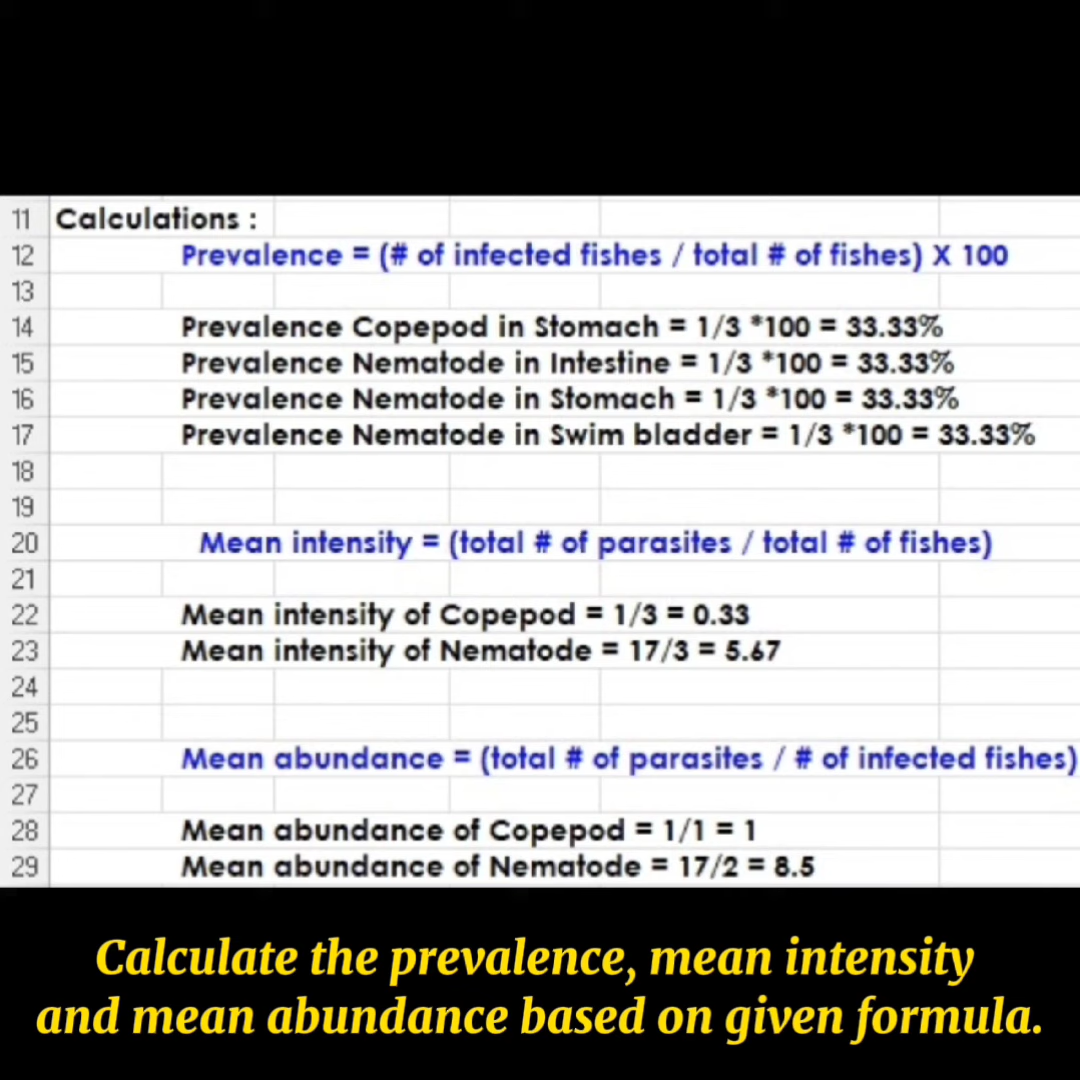 11 Calculations :
12 Prevalence = (# of infected fishes / total # of fishes) X 100
13
14 Prevalence Copepod in Stomach = 1/3 *100 = 33.33%
15 Prevalence Nematode in Intestine = 1/3 *100 = 33.33%
16 Prevalence Nematode in Stomach = 1/3 *100 = 33.33%
17 Prevalence Nematode in Swim bladder = 1/3 *100 = 33.33%
18
19
20 Mean intensity = (total # of parasites / total # of fishes)
21
22 Mean intensity of Copepod = 1/3 = 0.33
23 Mean intensity of Nematode = 17/3 = 5.67
24
25
26 Mean abundance = (total # of parasites / # of infected fishes)
27
28 Mean abundance of Copepod = 1/1 = 1
29 Mean abundance of Nematode = 17/2 = 8.5
Calculate the prevalence, mean intensity
and mean abundance based on given formula.